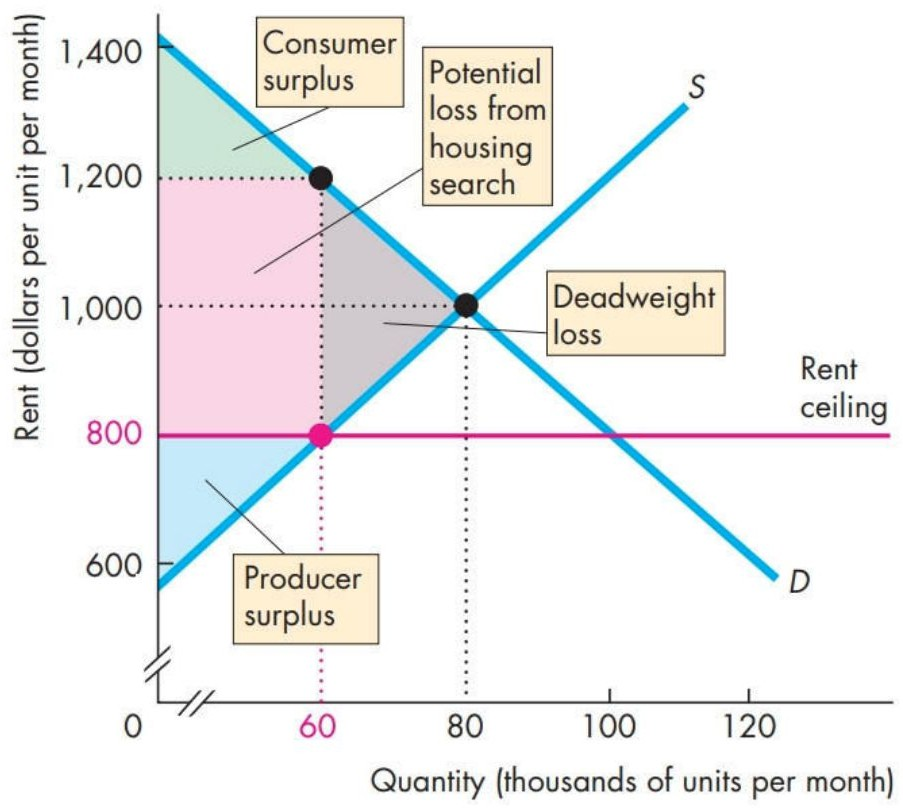 Rent (dollars per unit per month)
1,400
1,200
1,000
800
600
0
Consumer
surplus
Potential
loss from
housing
search
S
Deadweight
loss
Rent
ceiling
Producer
surplus
D
60
80
100
120
Quantity (thousands of units per month)